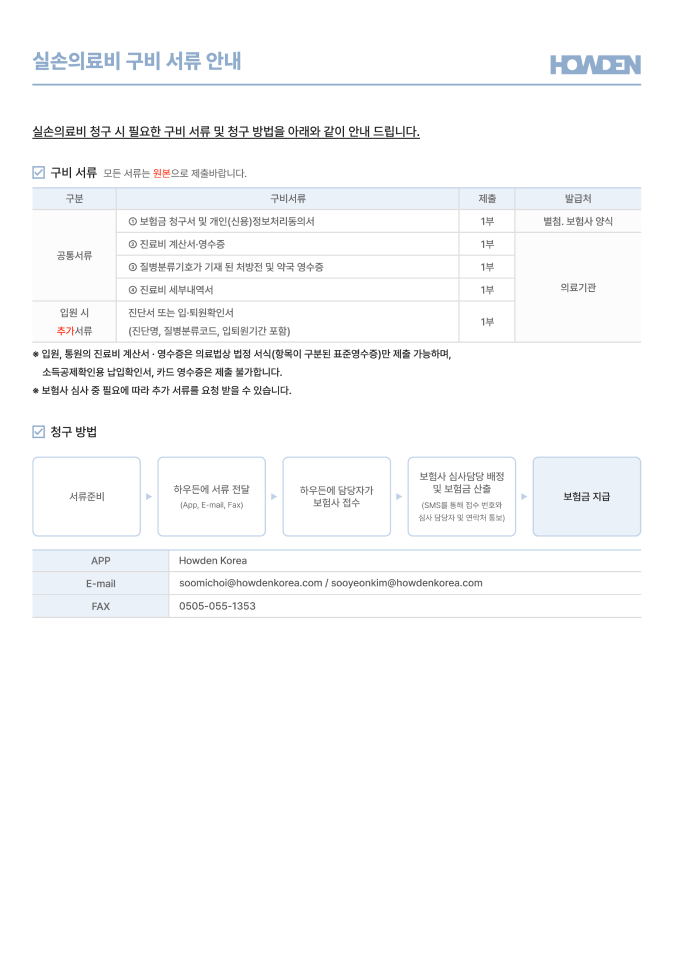 실손의료비 구비 서류 안내
HOWDEN
실손의료비 청구 시 필요한 구비 서류 및 청구 방법을 아래와 같이 안내 드립니다.
구비 서류 모든 서류는 원본으로 제출바랍니다.
구분 구비서류 제출 발급처
공통서류
① 보험금 청구서 및 개인(신용)정보처리동의서 1부 별첨. 보험사 양식
② 진료비 계산서·영수증 1부
③ 질병분류기호가 기재 된 처방전 및 약국 영수증 1부
④ 진료비 세부내역서 1부
의료기관
입원 시
추가서류
진단서 또는 입·퇴원확인서
(진단명, 질병분류코드, 입퇴원기간 포함)
1부
※ 입원, 통원의 진료비 계산서 · 영수증은 의료법상 법정 서식(항목이 구분된 표준영수증)만 제출 가능하며,
소득공제확인용 납입확인서, 카드 영수증은 제출 불가합니다.
※ 보험사 심사 중 필요에 따라 추가 서류를 요청 받을 수 있습니다.
청구 방법
서류준비
하우든에 서류 전달
(App, E-mail, Fax)
하우든에 담당자가
보험사 접수
보험사 심사담당 배정
및 보험금 산출
(SMS를 통해 접수 번호와
심사 담당자 및 연락처 통보)
보험금 지급
APP Howden Korea
E-mail soomichoi@howdenkorea.com / sooyeonkim@howdenkorea.com
FAX 0505-055-1353